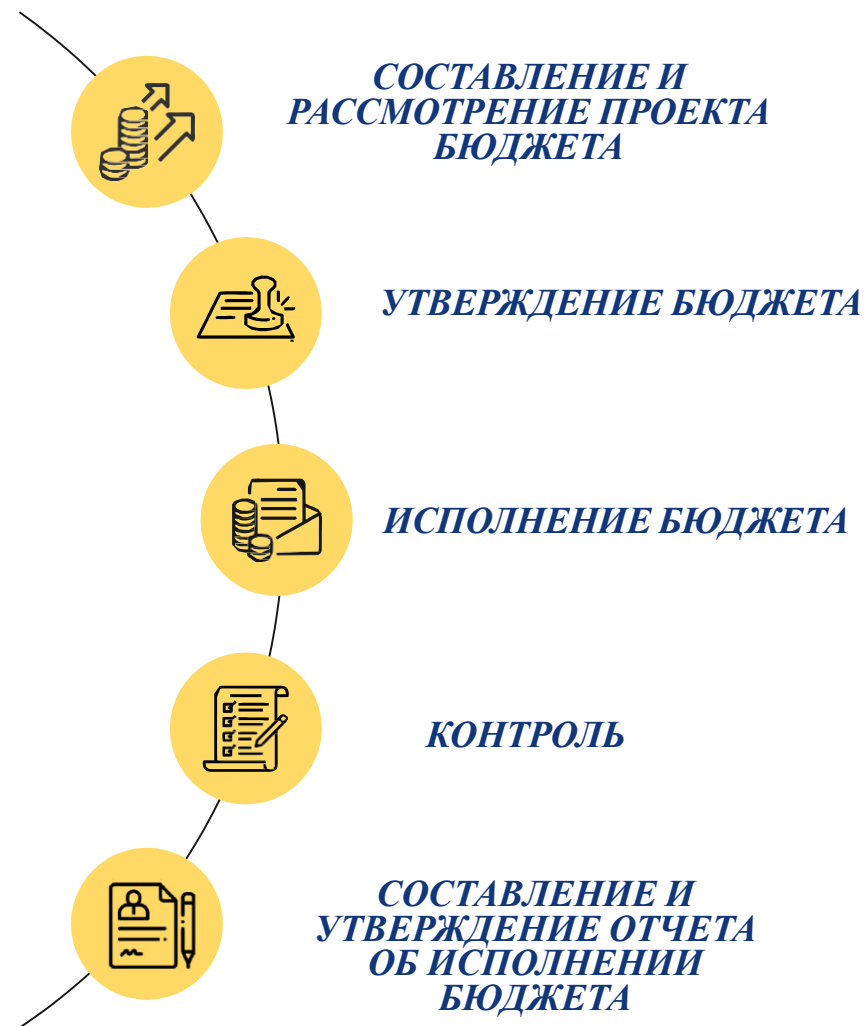 СОСТАВЛЕНИЕ И
РАССМОТРЕНИЕ ПРОЕКТА
БЮДЖЕТА
УТВЕРЖДЕНИЕ БЮДЖЕТА
ИСПОЛНЕНИЕ БЮДЖЕТА
КОНТРОЛЬ
СОСТАВЛЕНИЕ И
УТВЕРЖДЕНИЕ ОТЧЕТА
ОБ ИСПОЛНЕНИИ
БЮДЖЕТА